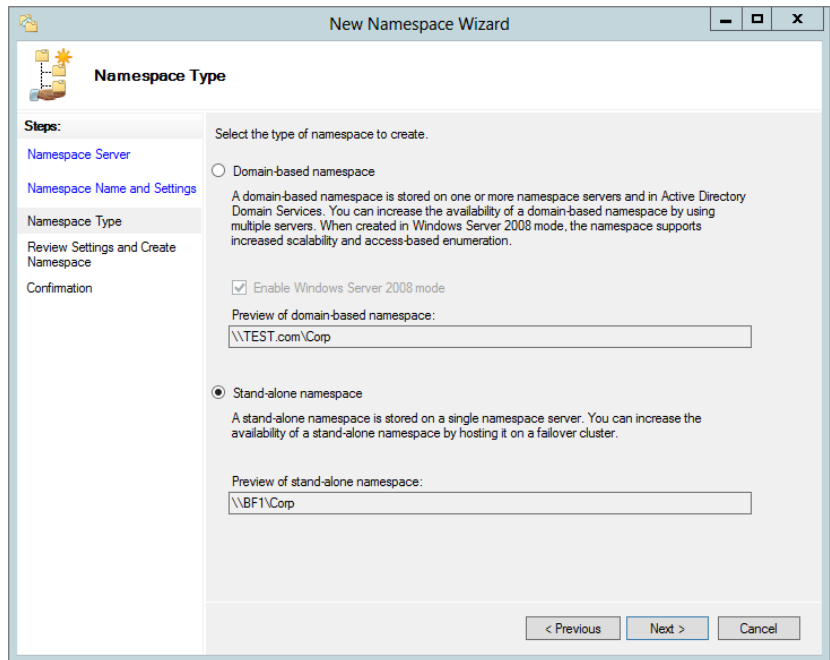 New Namespace Wizard
Namespace Type
Steps:
Namespace Server
Namespace Name and Settings
Namespace Type
Review Settings and Create
Namespace
Confirmation
Select the type of namespace to create.
Domain-based namespace
A domain-based namespace is stored on one or more namespace servers and in Active Directory
Domain Services. You can increase the availability of a domain-based namespace by using
multiple servers. When created in Windows Server 2008 mode, the namespace supports
increased scalability and access-based enumeration.
Enable Windows Server 2008 mode
Preview of domain-based namespace:
\\TEST.com\Corp
Stand-alone namespace
A stand-alone namespace is stored on a single namespace server. You can increase the
availability of a stand-alone namespace by hosting it on a failover cluster.
Preview of stand-alone namespace:
\\BF1\Corp
< Previous
Next >
Cancel